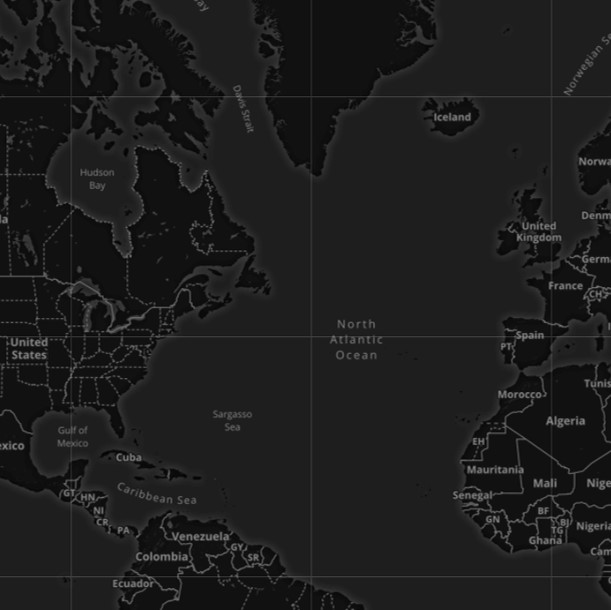 Davis Strait
Norwegian Se
Iceland
Hudson
Bay
Norwa
United
Kingdom
Denm
Germa
France
CH
North
Atlantic
Ocean
Spain
PT
United
States
Morocco
Tunis
Algeria
Sargasso
Sea
Gulf of
Mexico
exico
EH
Cuba
Mauritania
Mali
Nige
Caribbean Sea
Senegal
GT
HN
NI
CR
PA
GN
BF
BJ
TG
Ghana
Nigeria
Cam
Venezuela
Colombia
GY
SR
Ecuador